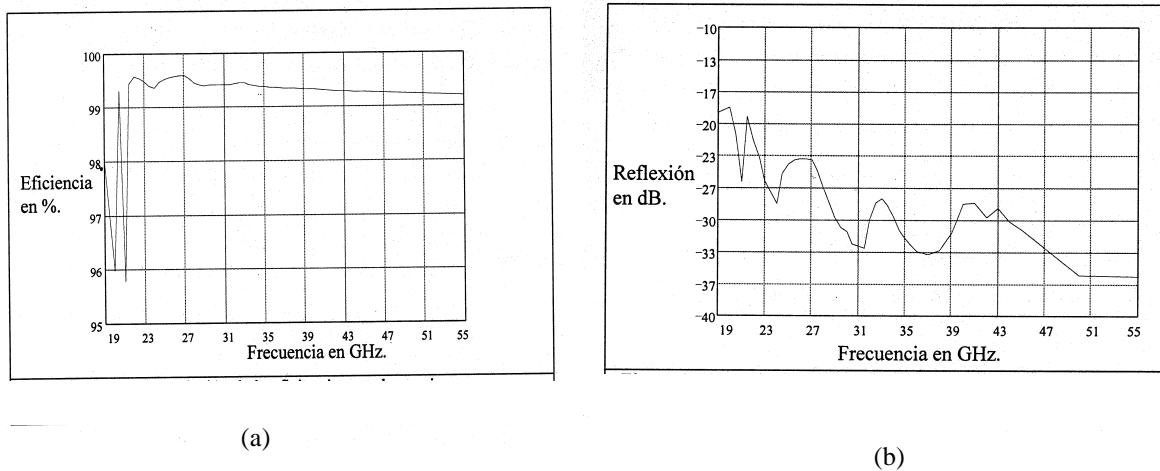 100
99
98
97
96
95
Eficiencia
en %.
19 23 27 31 35 39 43 47 51 55
Frecuencia en GHz.
(a)
−10
−13
−17
−20
−23
−27
−30
−33
−37
−40
Reflexión
en dB.
19 23 27 31 35 39 43 47 51 55
Frecuencia en GHz.
(b)